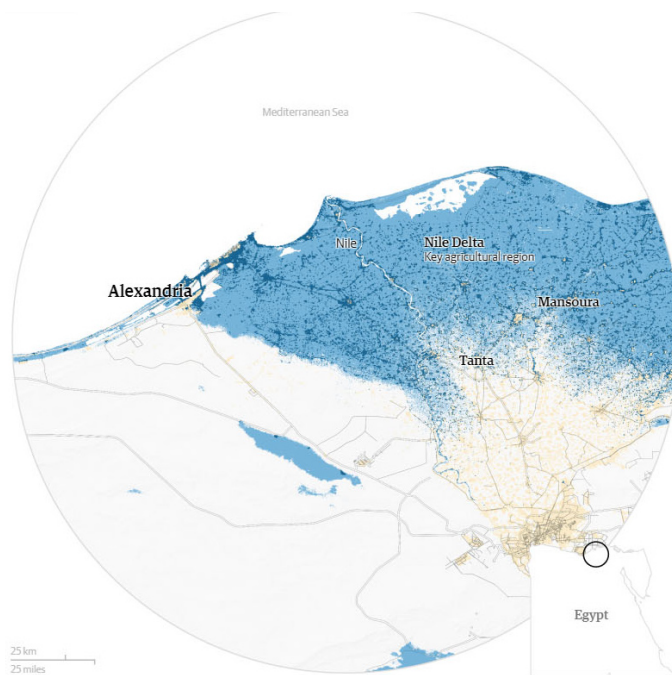 Mediterranean Sea
Nile
Nile Delta
Key agricultural region
Alexandria
Mansoura
Tanta
Egypt
25 km
25 miles